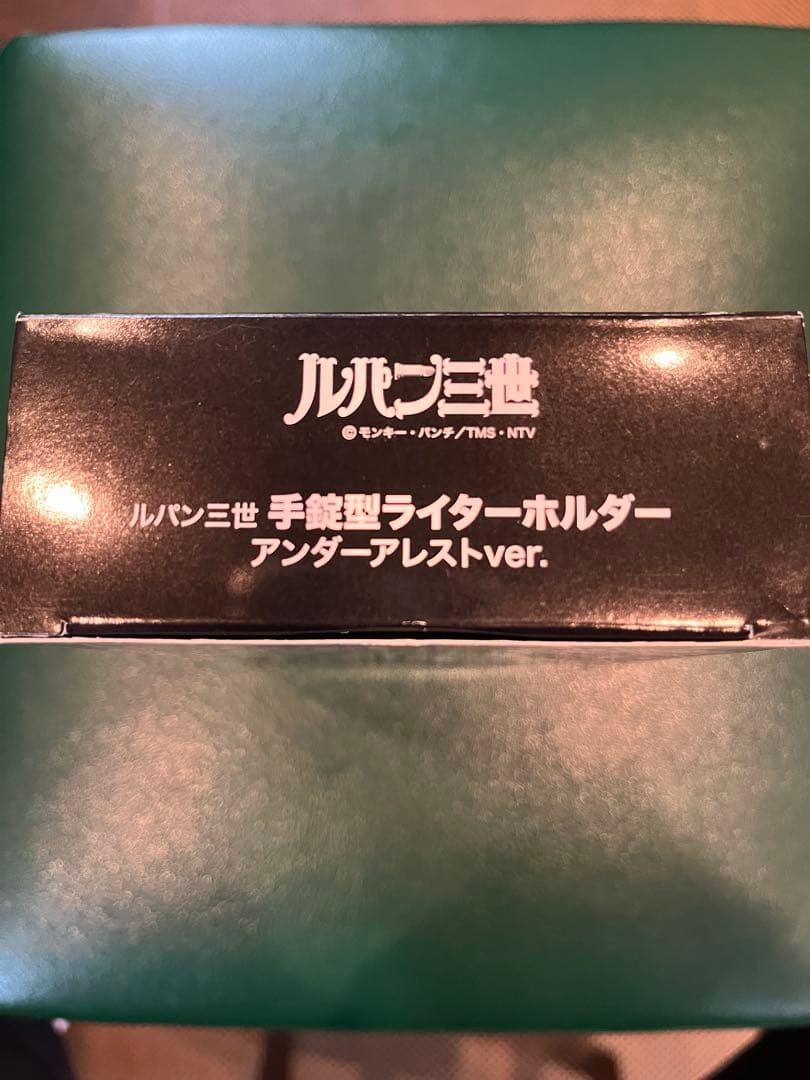 ルパン三世
©モンキー・パンチ/TMS・NTV
ルパン三世 手錠型ライターホルダー
アンダーアレストver.